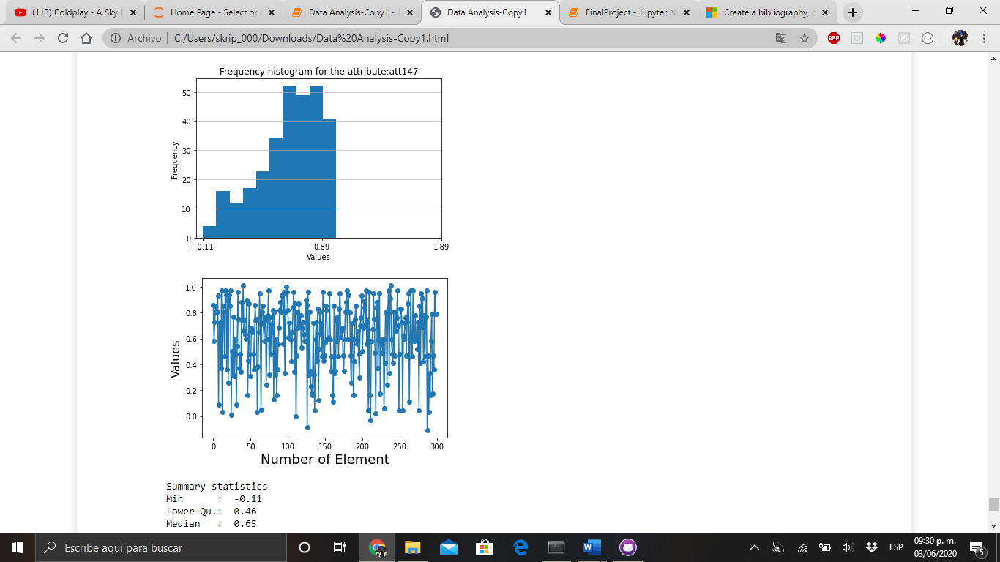 (113) Coldplay - A Sky F
Home Page - Select or
Data Analysis-Copy1 - J
Data Analysis-Copy1
FinalProject - Jupyter N
Create a bibliography, c
Archivo
C:/Users/skrip_000/Downloads/Data%20Analysis-Copy1.html
ABP
Frequency histogram for the attribute:att147
50
40
30
20
10
0
Frequency
−0.11 0.89 1.89
Values
1.0
0.8
0.6
0.4
0.2
0.0
Values
0 50 100 150 200 250 300
Number of Element
Summary statistics
Min : -0.11
Lower Qu.: 0.46
Median : 0.65
Escribe aquí para buscar
ESP
09:30 p. m.
03/06/2020
5